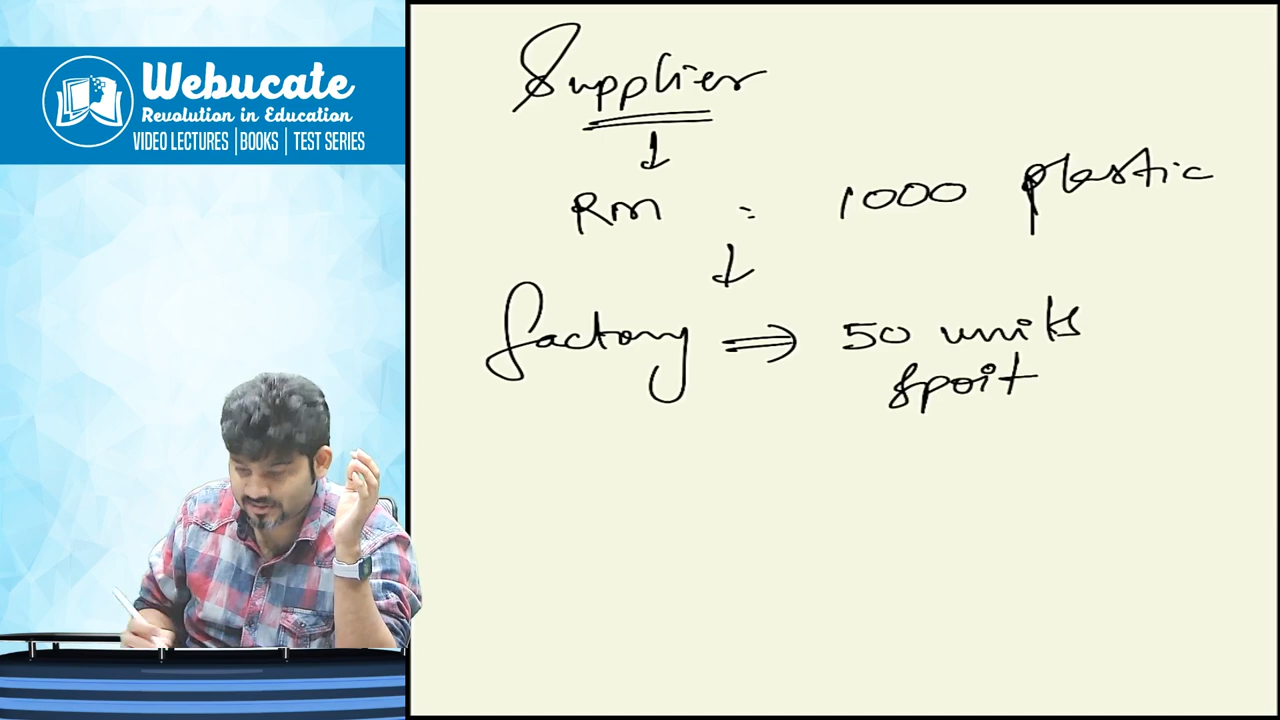 Webucate
Revolution in Education
VIDEO LECTURES | BOOKS | TEST SERIES
Supplier
↓
RM = 1000 plastic
↓
factory ⇒ 50 units
spoit